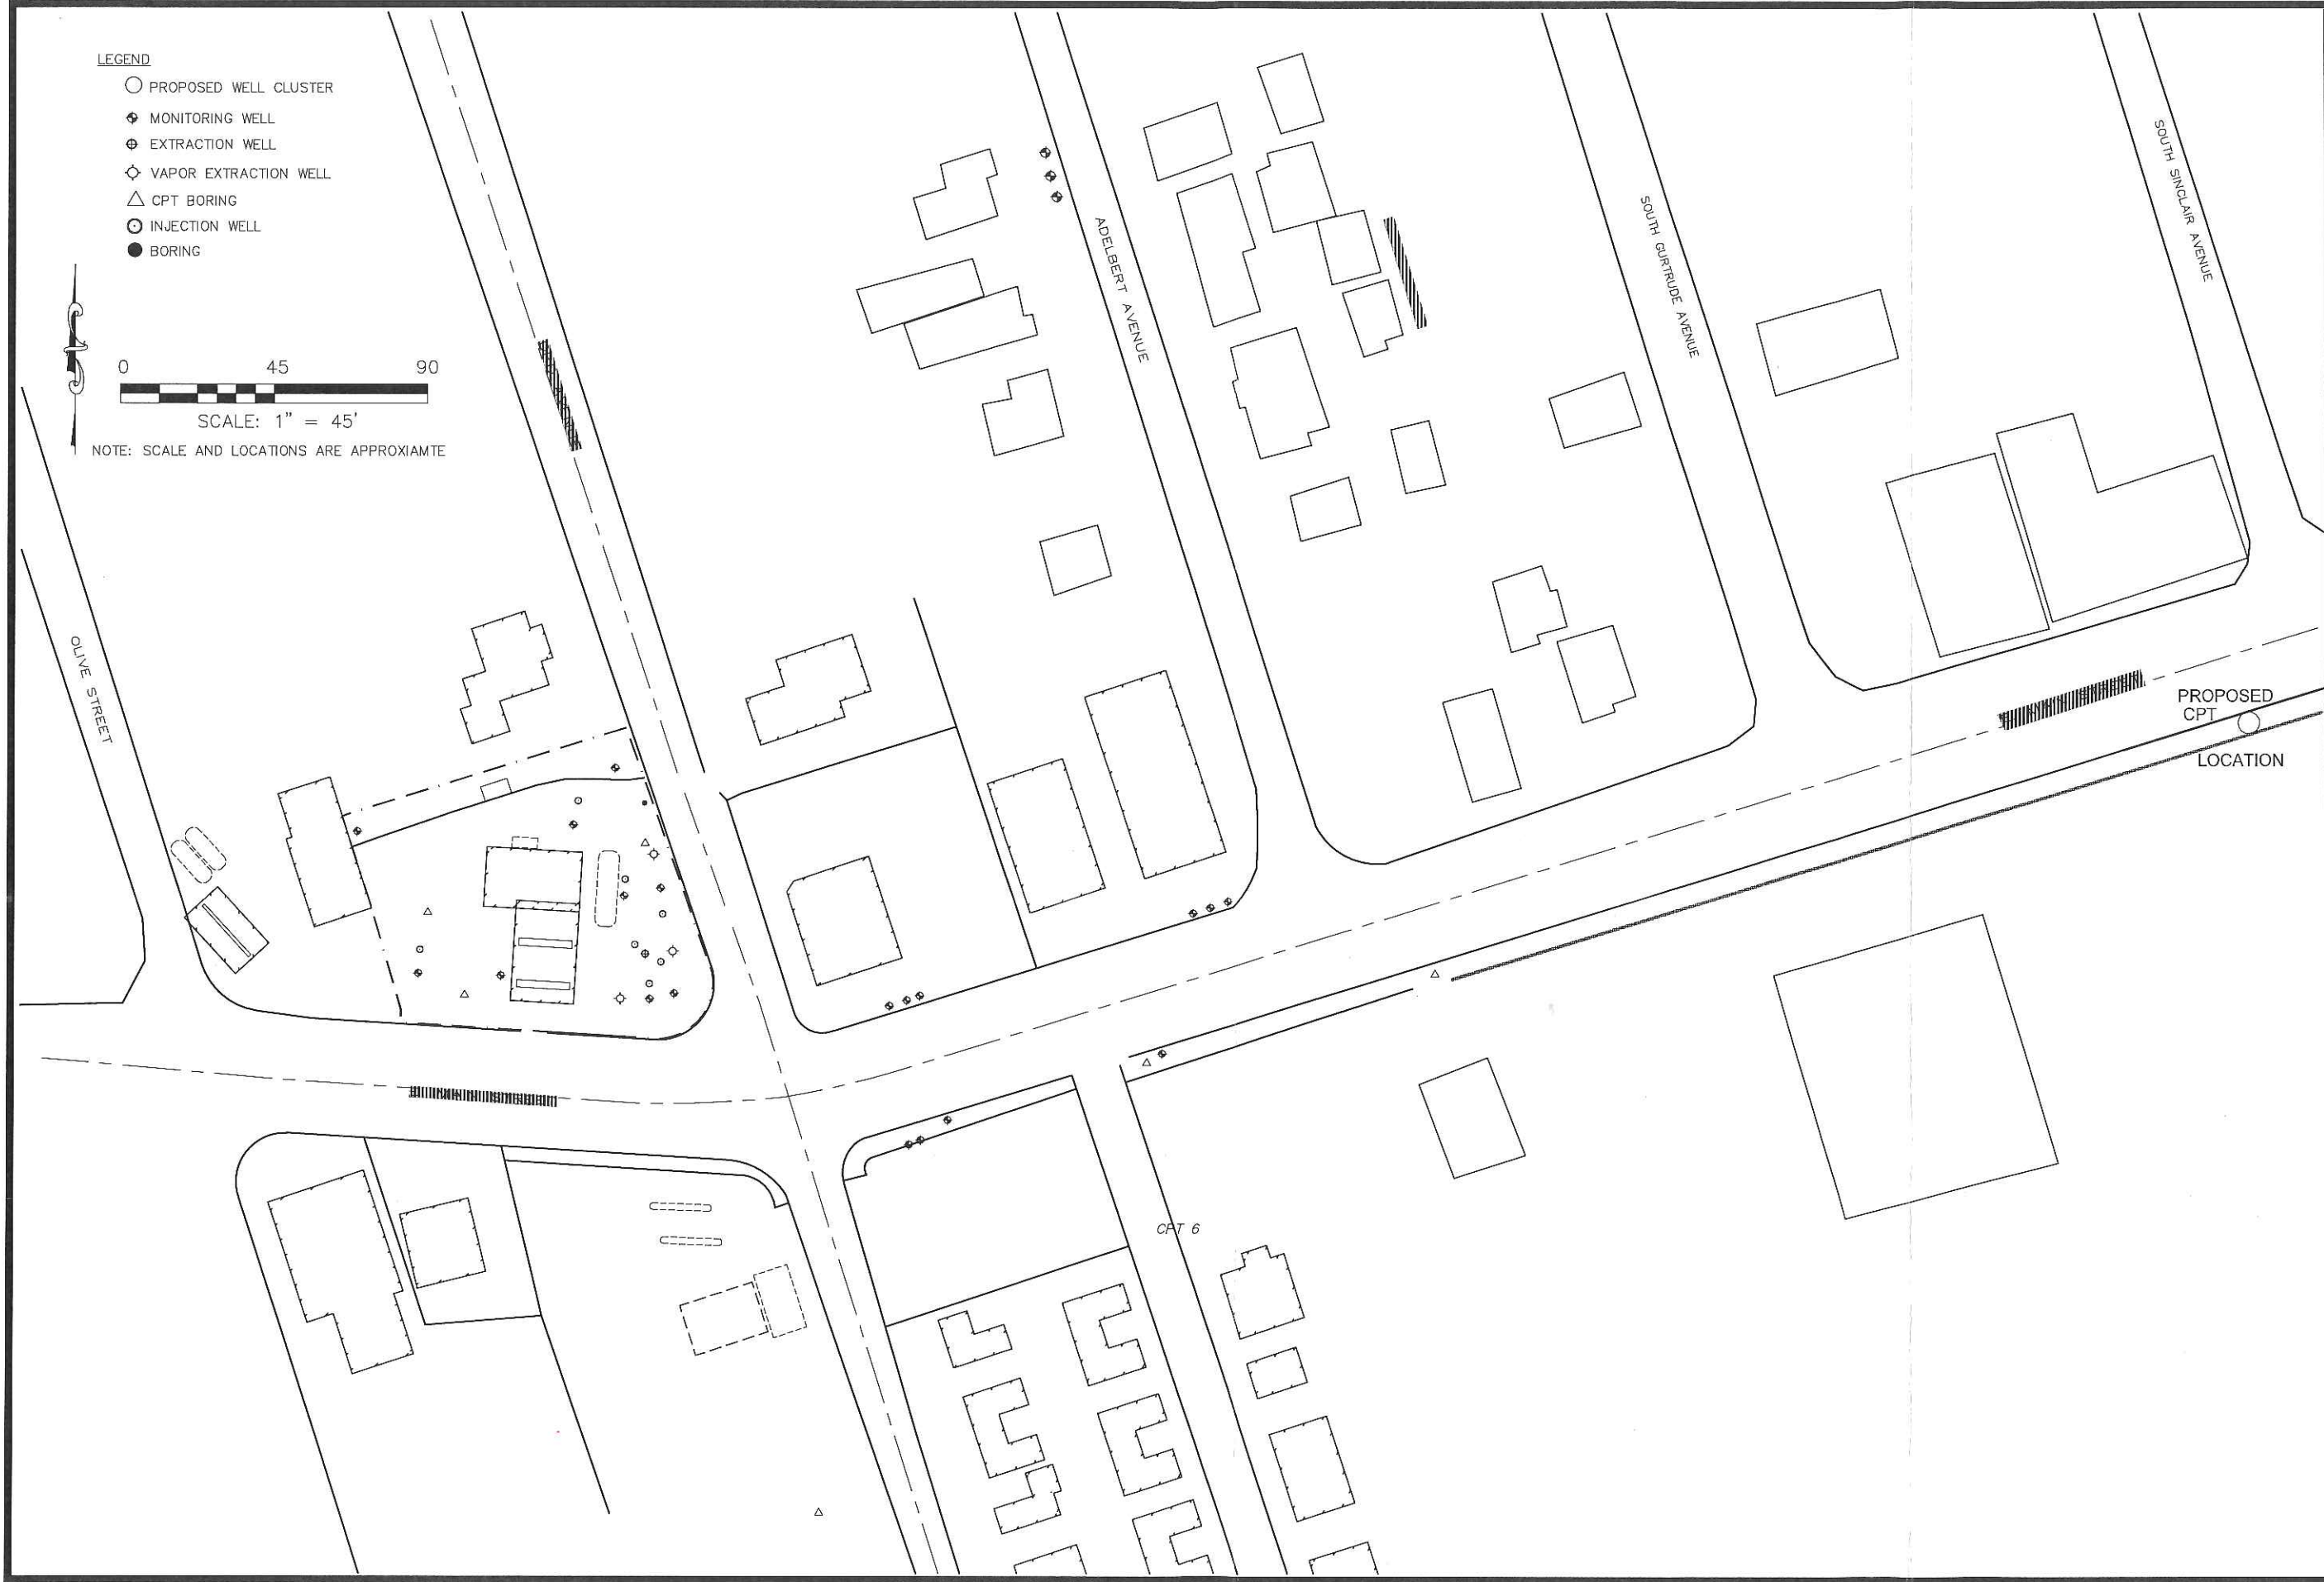 LEGEND
PROPOSED WELL CLUSTER
MONITORING WELL
EXTRACTION WELL
VAPOR EXTRACTION WELL
CPT BORING
INJECTION WELL
BORING
0 45 90
SCALE: 1" = 45'
NOTE: SCALE AND LOCATIONS ARE APPROXIAMTE
OLIVE STREET
ADELBERT AVENUE
SOUTH GURTRUDE AVENUE
SOUTH SINCLAIR AVENUE
PROPOSED
CPT
LOCATION
CPT 6